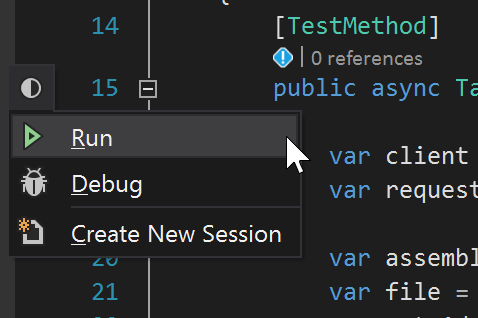 14 [TestMethod]
0 references
15 public async Ta
Run
var client
Debug
var request
Create New Session
20 var assembl
21 var file =